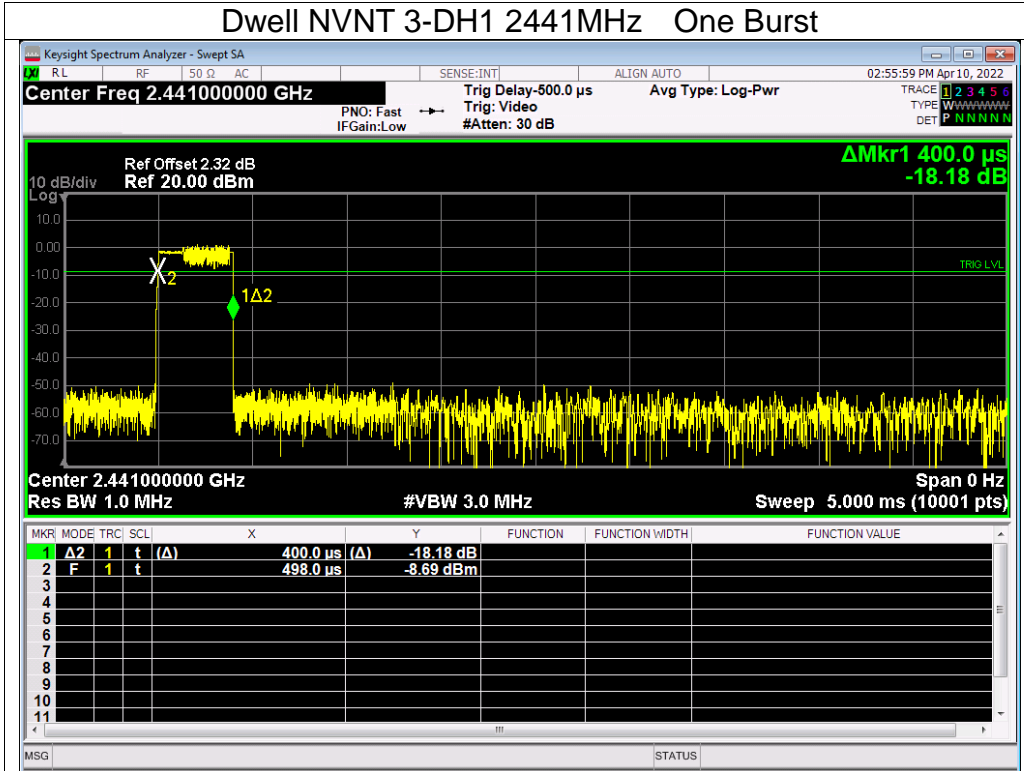 Dwell NVNT 3-DH1 2441MHz One Burst
Keysight Spectrum Analyzer - Swept SA
LXI RL RF 50 Ω AC SENSE:INT ALIGN AUTO 02:55:59 PM Apr 10, 2022
Center Freq 2.441000000 GHz
PNO: Fast
IFGain:Low
Trig Delay-500.0 µs
Trig: Video
#Atten: 30 dB
Avg Type: Log-Pwr
TRACE 1 2 3 4 5 6
TYPE WWWWWW
DET P N N N N N
ΔMkr1 400.0 µs
-18.18 dB
Ref Offset 2.32 dB
10 dB/div Ref 20.00 dBm
Log
10.0
0.00
-10.0
-20.0
-30.0
-40.0
-50.0
-60.0
-70.0
2
1Δ2
TRIG LVL
Center 2.441000000 GHz Span 0 Hz
Res BW 1.0 MHz #VBW 3.0 MHz Sweep 5.000 ms (10001 pts)
MKR MODE TRC SCL X Y FUNCTION FUNCTION WIDTH FUNCTION VALUE
1 Δ2 1 t (Δ) 400.0 µs (Δ) -18.18 dB
2 F 1 t 498.0 µs -8.69 dBm
3
4
5
6
7
8
9
10
11
MSG STATUS